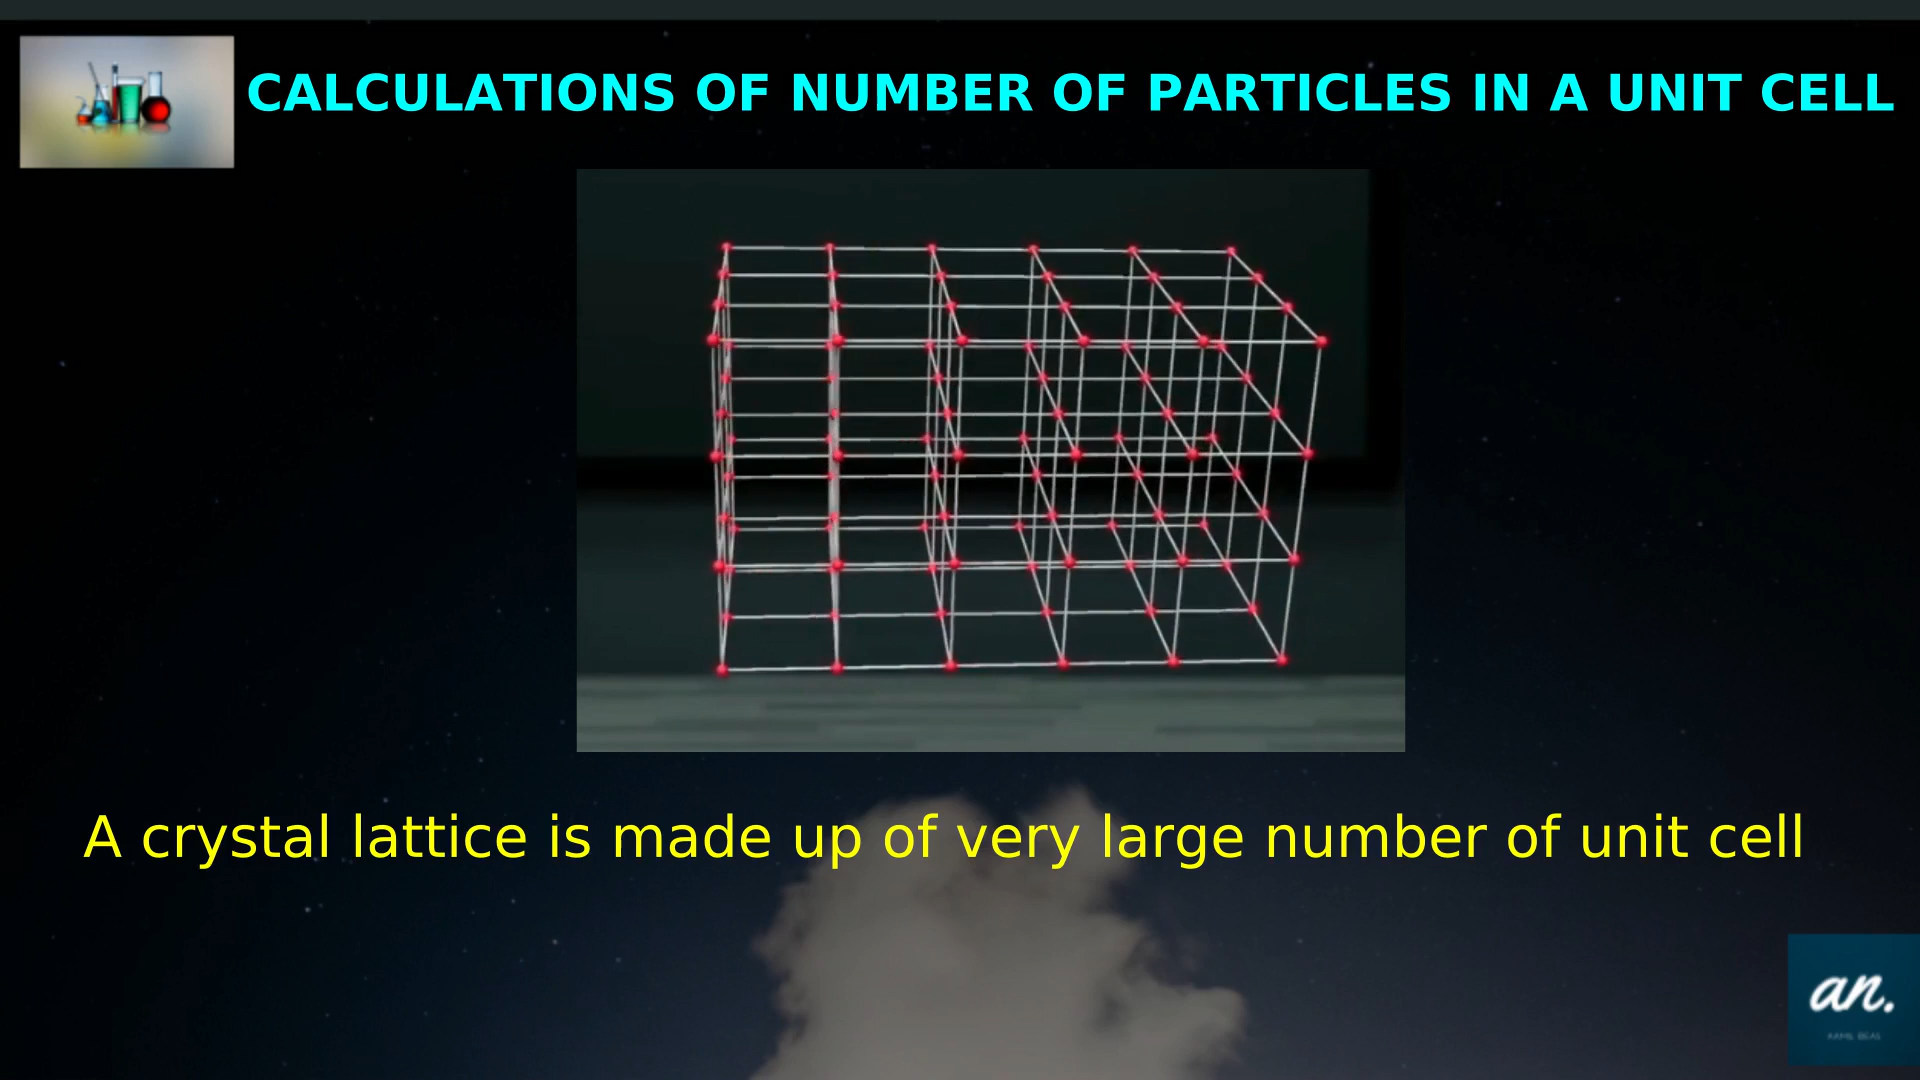 CALCULATIONS OF NUMBER OF PARTICLES IN A UNIT CELL
A crystal lattice is made up of very large number of unit cell
an.